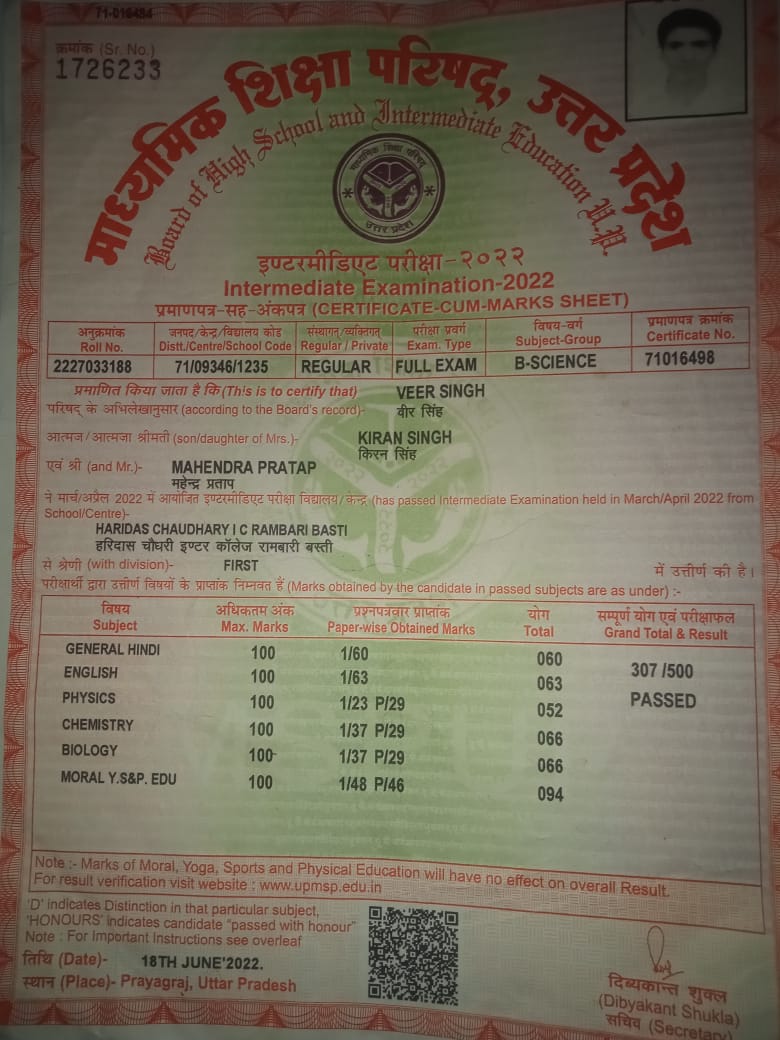 71-016484
क्रमांक (Sr. No.)
1726233
माध्यमिक शिक्षा परिषद्, उत्तर प्रदेश
Board of High School and Intermediate Education U.P.
माध्यमिक शिक्षा परिषद्
उत्तर प्रदेश
इण्टरमीडिएट परीक्षा-२०२२
Intermediate Examination-2022
प्रमाणपत्र-सह-अंकपत्र (CERTIFICATE-CUM-MARKS SHEET)
अनुक्रमांक जनपद/केन्द्र/विद्यालय कोड संस्थागत/व्यक्तिगत परीक्षा प्रवर्ग विषय-वर्ग प्रमाणपत्र क्रमांक
Roll No. Distt./Centre/School Code Regular / Private Exam. Type Subject-Group Certificate No.
2227033188 71/09346/1235 REGULAR FULL EXAM B-SCIENCE 71016498
प्रमाणित किया जाता है कि (This is to certify that) VEER SINGH
परिषद के अभिलेखानुसार (according to the Board's record)- वीर सिंह
आत्मज/आत्मजा श्रीमती (son/daughter of Mrs.)- KIRAN SINGH
किरन सिंह
एवं श्री (and Mr.)- MAHENDRA PRATAP
महेन्द्र प्रताप
ने मार्च/अप्रैल 2022 में आयोजित इण्टरमीडिएट परीक्षा विद्यालय/केन्द्र (has passed Intermediate Examination held in March/April 2022 from
School/Centre)-
HARIDAS CHAUDHARY I C RAMBARI BASTI
हरिदास चौधरी इण्टर कॉलेज रामबारी बस्ती
से श्रेणी (with division)- FIRST में उत्तीर्ण की है।
परीक्षार्थी द्वारा उत्तीर्ण विषयों के प्राप्तांक निम्नवत हैं (Marks obtained by the candidate in passed subjects are as under) :-
विषय अधिकतम अंक प्रश्नपत्रवार प्राप्तांक योग सम्पूर्ण योग एवं परीक्षाफल
Subject Max. Marks Paper-wise Obtained Marks Total Grand Total & Result
GENERAL HINDI 100 1/60 060 307 /500
ENGLISH 100 1/63 063 PASSED
PHYSICS 100 1/23 P/29 052
CHEMISTRY 100 1/37 P/29 066
BIOLOGY 100 1/37 P/29 066
MORAL Y.S&P. EDU 100 1/48 P/46 094
Note :- Marks of Moral, Yoga, Sports and Physical Education will have no effect on overall Result.
For result verification visit website : www.upmsp.edu.in
'D' indicates Distinction in that particular subject,
'HONOURS' indicates candidate "passed with honour"
Note : For Important Instructions see overleaf
तिथि (Date)- 18TH JUNE'2022.
स्थान (Place)- Prayagraj, Uttar Pradesh
दिव्यकान्त शुक्ल
(Dibyakant Shukla)
सचिव (Secretary)